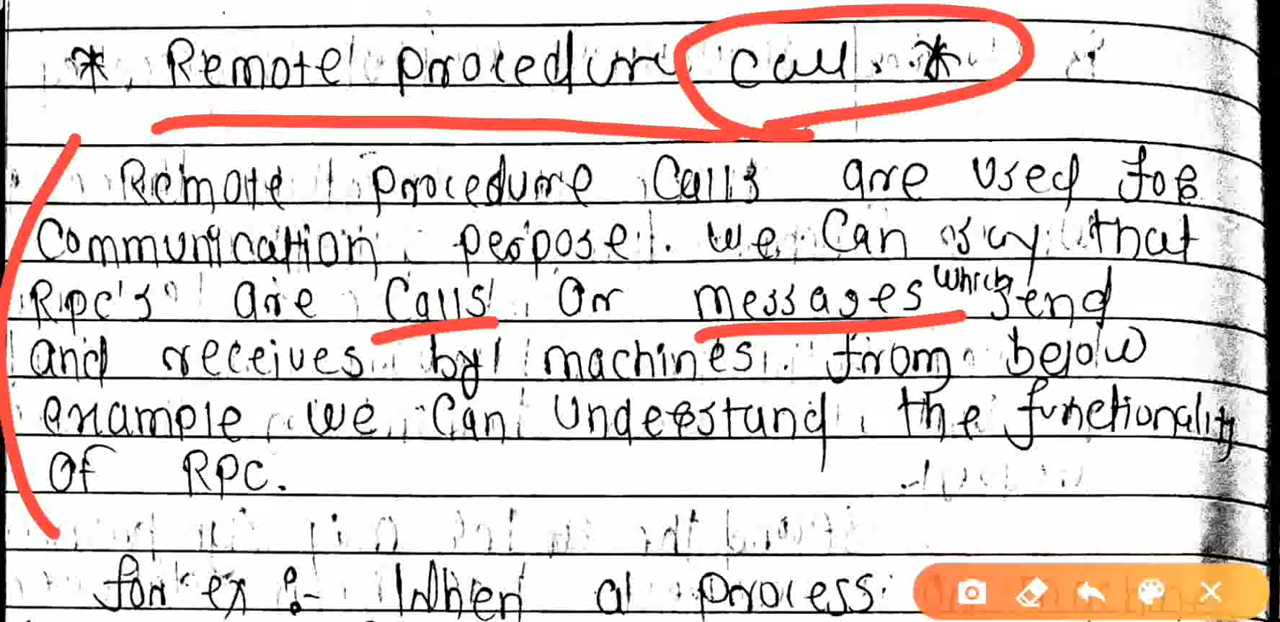 * Remote procedure call *
Remote procedure calls are used for
Communication perpose. we can say that
Rpc's are calls or messages which send
and receives by machines. from below
example we can understand the functionality
of RPC.
for ex :- When a process